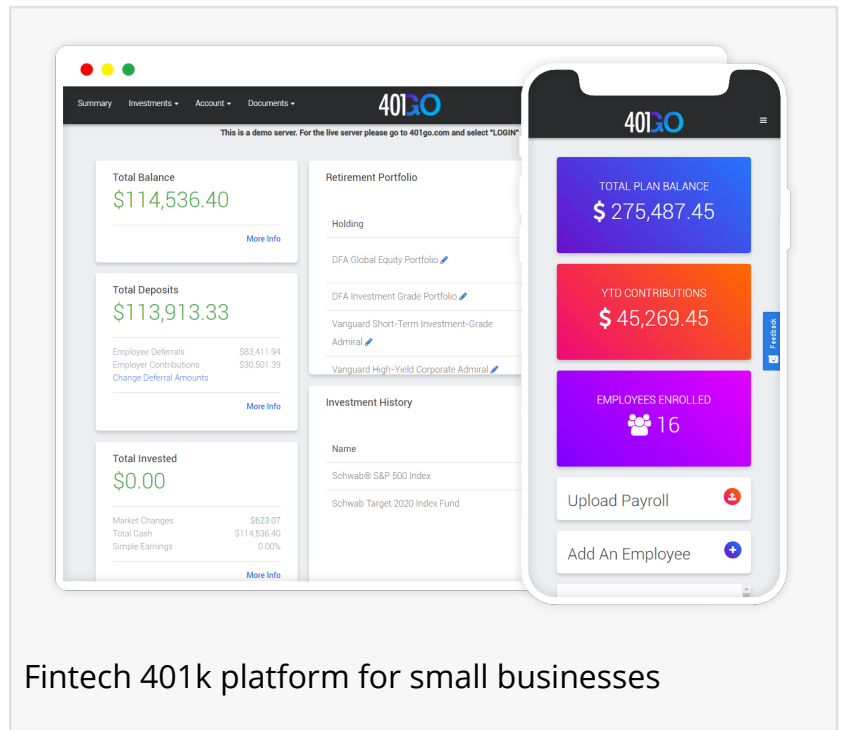 Summary Investments Account Documents
401GO
This is a demo server. For the live server please go to 401go.com and select "LOGIN"
Total Balance
$114,536.40
More Info
Total Deposits
$113,913.33
Employee Deferrals $83,411.94
Employer Contributions $30,501.39
Change Deferral Amounts
More Info
Total Invested
$0.00
Market Changes $623.07
Total Cash $114,536.40
Simple Earnings 0.00%
More Info
Retirement Portfolio
Holding
DFA Global Equity Portfolio
DFA Investment Grade Portfolio
Vanguard Short-Term Investment-Grade
Admiral
Vanguard High-Yield Corporate Admiral
Investment History
Name
Schwab® S&P 500 Index
Schwab Target 2020 Index Fund
401GO
TOTAL PLAN BALANCE
$ 275,487.45
YTD CONTRIBUTIONS
$ 45,269.45
EMPLOYEES ENROLLED
16
Upload Payroll
Add An Employee
Feedback
Fintech 401k platform for small businesses